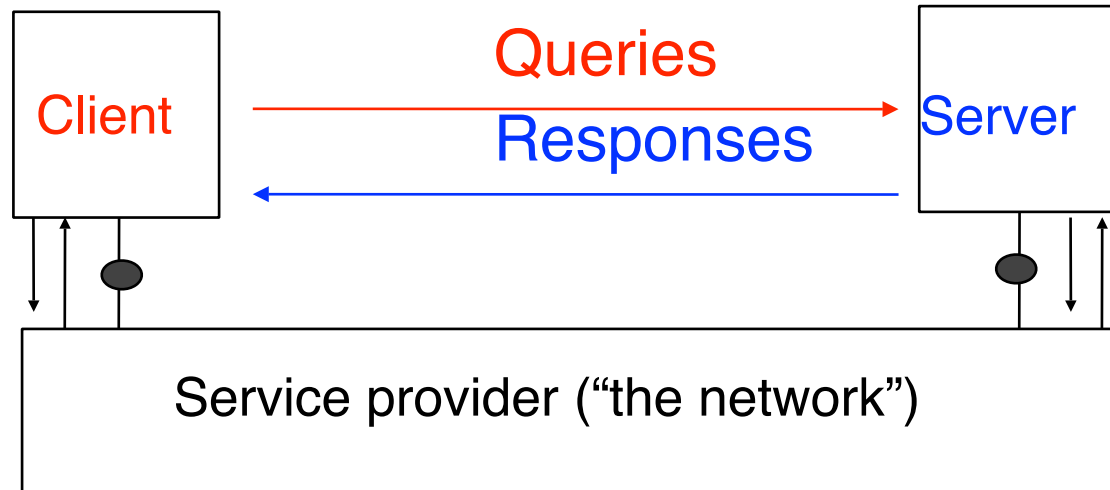 Queries
Client
Server
Responses
Service provider (“the network”)